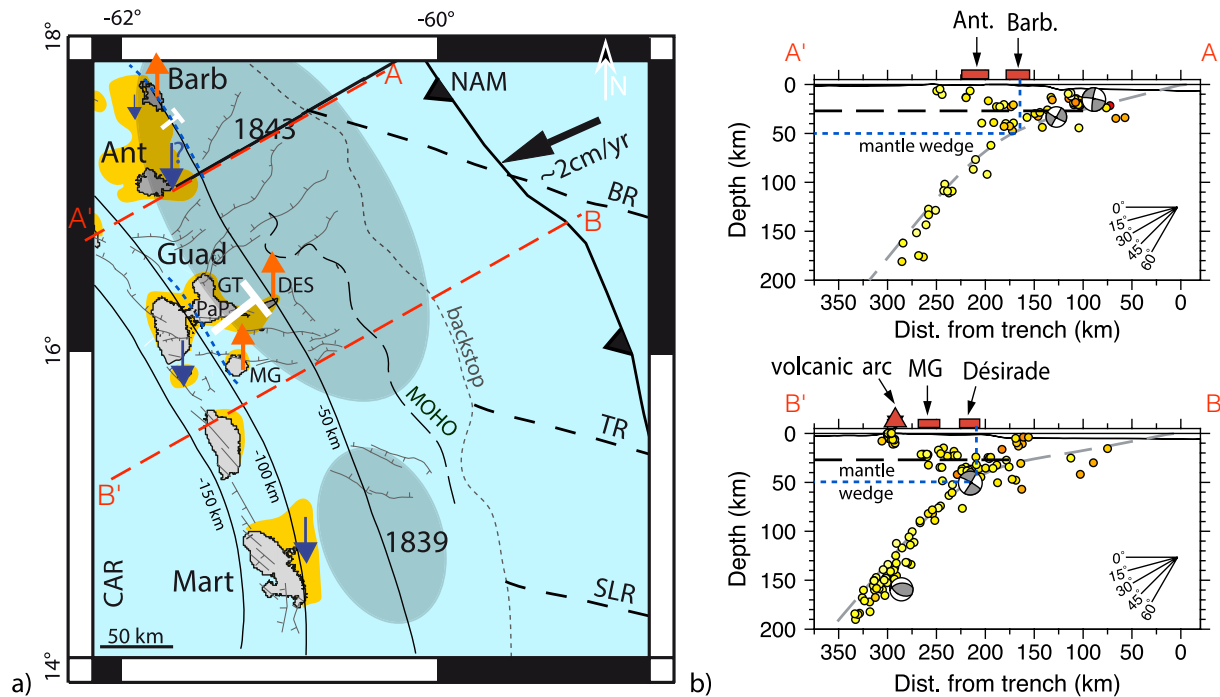 -62°
-60°
18°
16°
14°
Barb
A
NAM
N
1843
~2cm/yr
Ant
?
BR
A'
B
Guad
GT
DES
PaP
MG
backstop
MOHO
-50 km
TR
B'
-100 km
-150 km
1839
Mart
SLR
CAR
50 km
a)
Ant. Barb.
A' A
0
50
100
150
200
Depth (km)
mantle wedge
0°
15°
30°
45°
60°
350 300 250 200 150 100 50 0
Dist. from trench (km)
volcanic arc MG Désirade
B' B
0
50
100
150
200
Depth (km)
mantle
wedge
0°
15°
30°
45°
60°
350 300 250 200 150 100 50 0
Dist. from trench (km)
b)